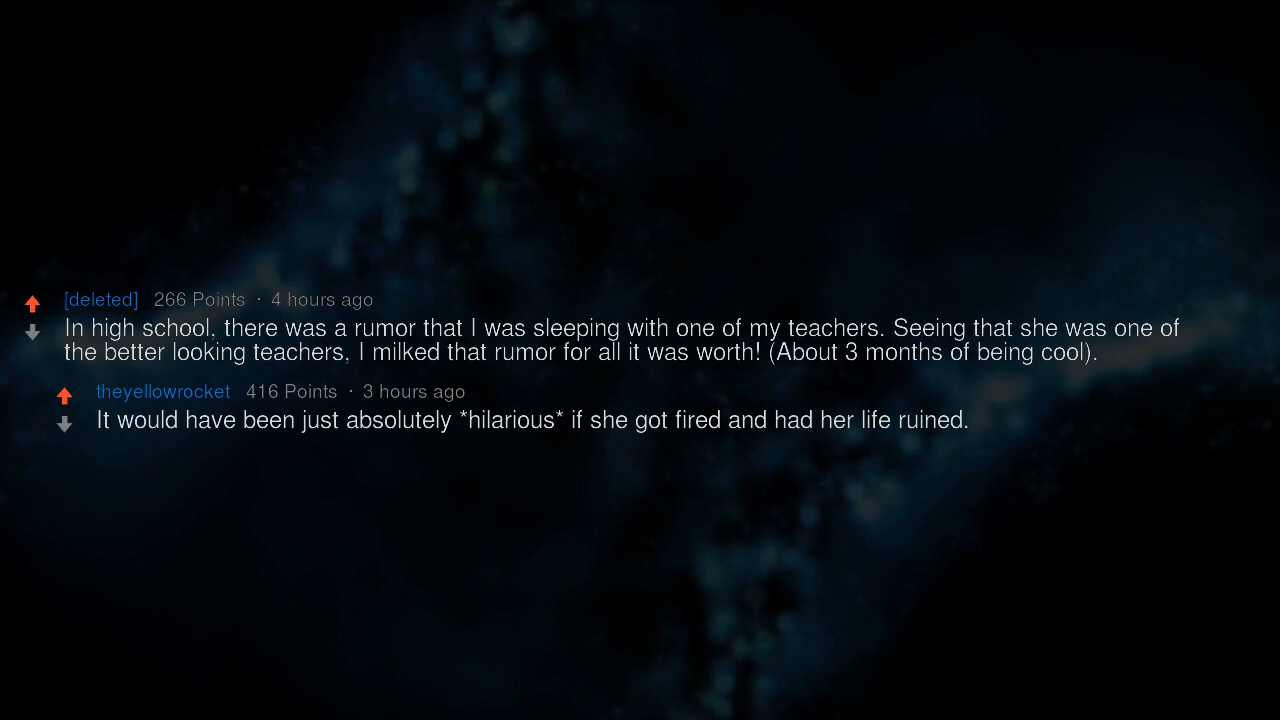 [deleted] 266 Points · 4 hours ago
In high school, there was a rumor that I was sleeping with one of my teachers. Seeing that she was one of
the better looking teachers, I milked that rumor for all it was worth! (About 3 months of being cool).
theyellowrocket 416 Points · 3 hours ago
It would have been just absolutely *hilarious* if she got fired and had her life ruined.